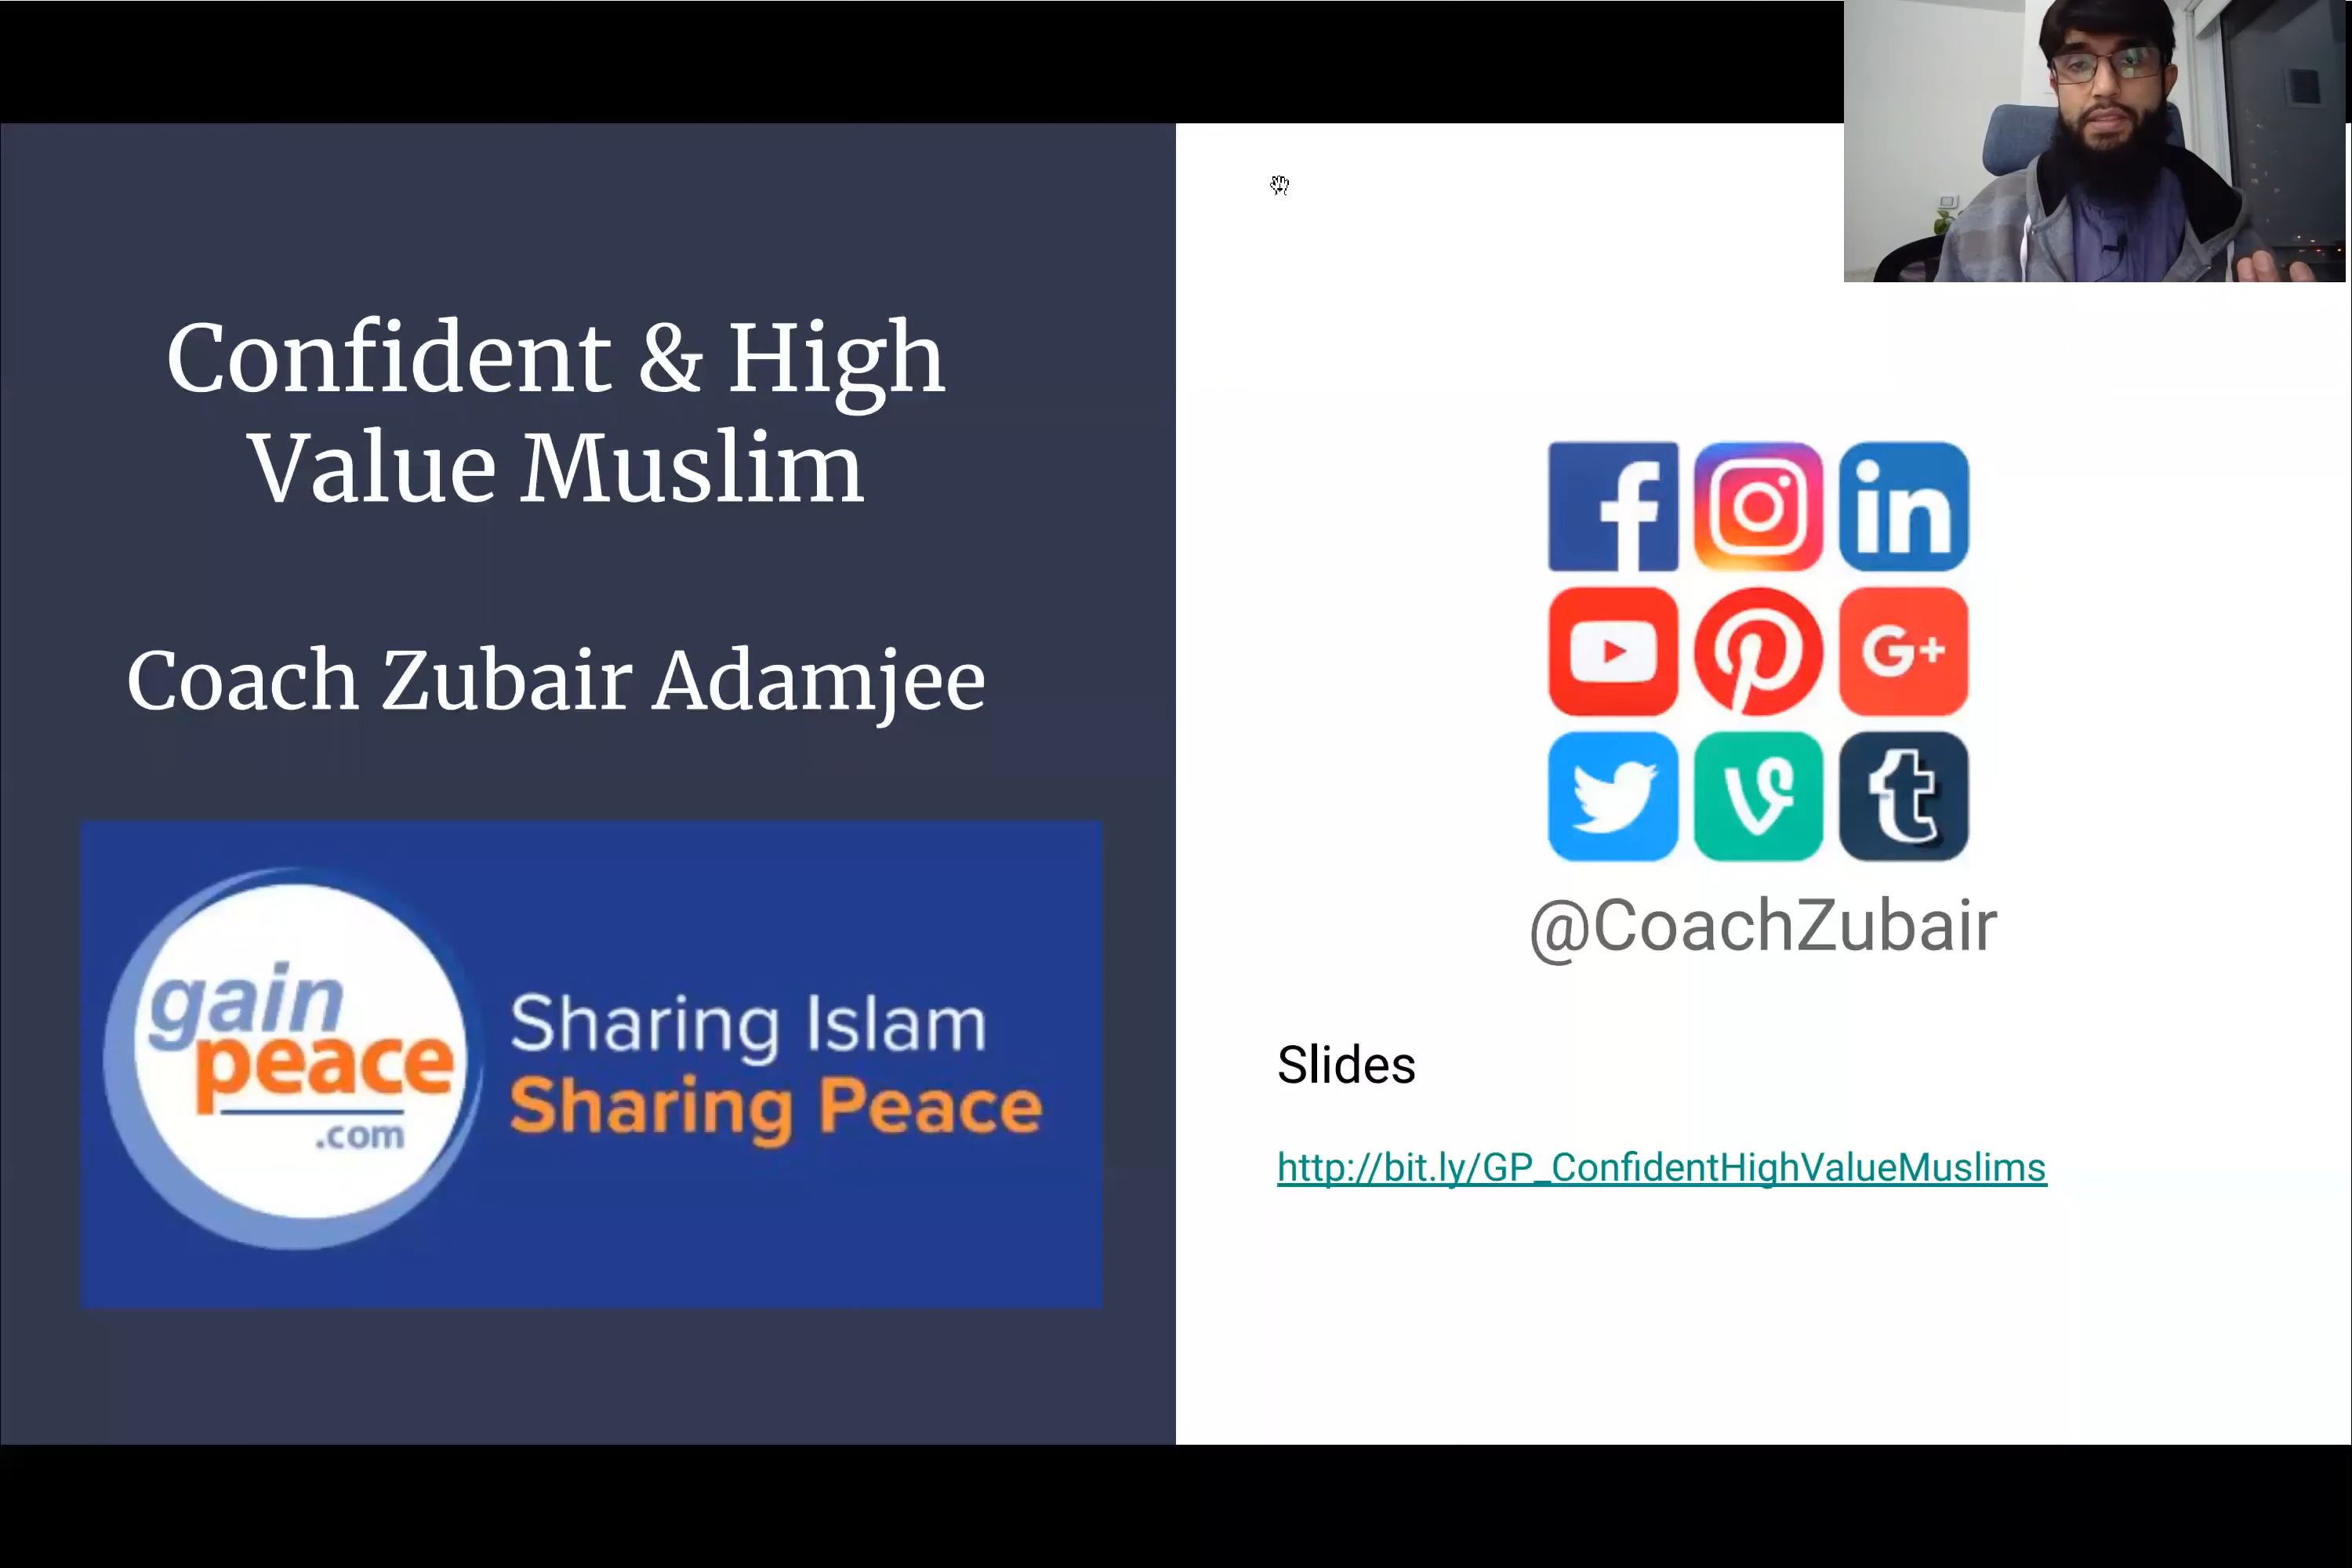 Confident & High
Value Muslim
Coach Zubair Adamjee
gain
peace
.com
Sharing Islam
Sharing Peace
f
in
G+
t
@CoachZubair
Slides
http://bit.ly/GP_ConfidentHighValueMuslims